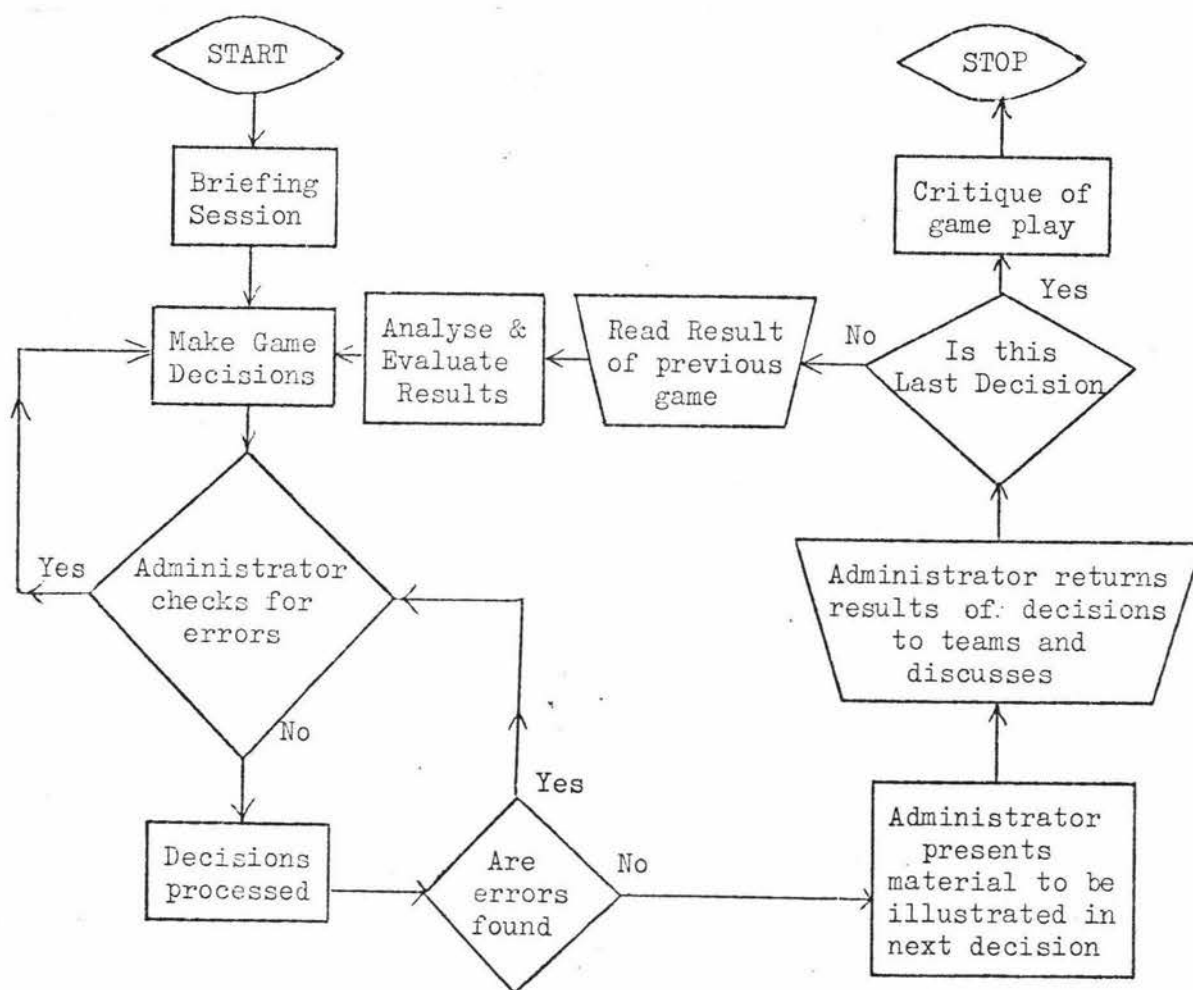 START
Briefing
Session
Make Game
Decisions
Yes
Administrator
checks for
errors
No
Decisions
processed
Are
errors
found
Yes
No
Administrator
presents
material to be
illustrated in
next decision
Administrator returns
results of decisions
to teams and
discusses
Is this
Last Decision
No
Read Result
of previous
game
Analyse &
Evaluate
Results
Yes
Critique of
game play
STOP